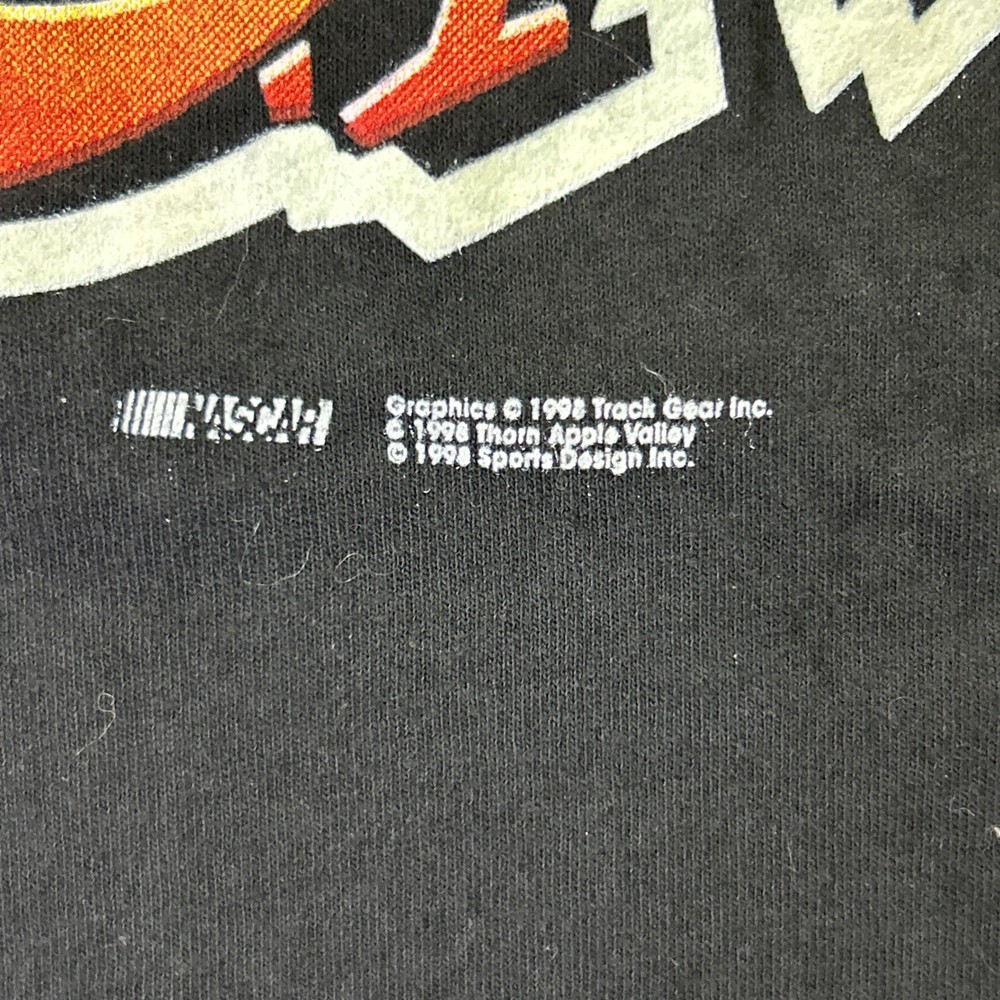 NASCAR
Graphics © 1998 Track Gear Inc.
© 1998 Thorn Apple Valley
© 1998 Sports Design Inc.